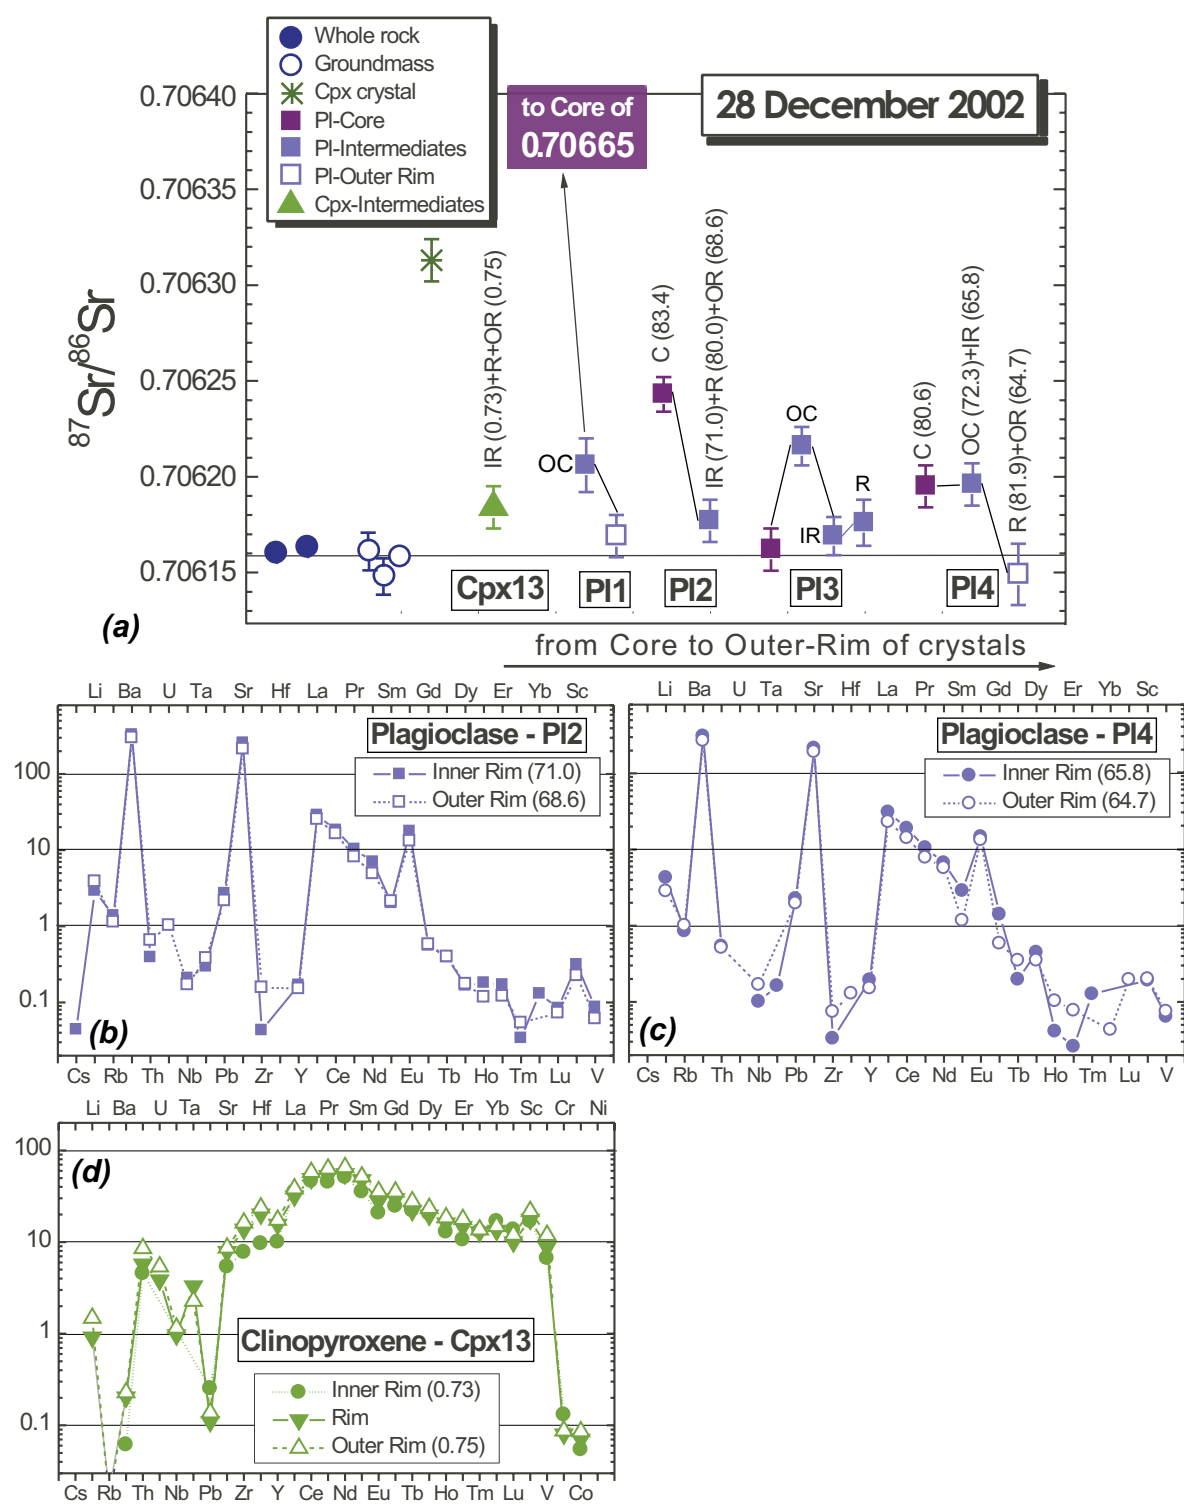 Whole rock
Groundmass
Cpx crystal
Pl-Core
Pl-Intermediates
Pl-Outer Rim
Cpx-Intermediates
to Core of
0.70665
28 December 2002
0.70640
0.70635
0.70630
0.70625
0.70620
0.70615
87Sr/86Sr
IR (0.73)+R+OR (0.75)
OC
C (83.4)
IR (71.0)+R (80.0)+OR (68.6)
OC
IR
R
C (80.6)
OC (72.3)+IR (65.8)
R (81.9)+OR (64.7)
Cpx13
Pl1
Pl2
Pl3
Pl4
(a)
from Core to Outer-Rim of crystals
Li Ba U Ta Sr Hf La Pr Sm Gd Dy Er Yb Sc
Plagioclase - Pl2
Inner Rim (71.0)
Outer Rim (68.6)
100
10
1
0.1
(b)
Cs Rb Th Nb Pb Zr Y Ce Nd Eu Tb Ho Tm Lu V
Li Ba U Ta Sr Hf La Pr Sm Gd Dy Er Yb Sc
Plagioclase - Pl4
Inner Rim (65.8)
Outer Rim (64.7)
(c)
Cs Rb Th Nb Pb Zr Y Ce Nd Eu Tb Ho Tm Lu V
Li Ba U Ta Sr Hf La Pr Sm Gd Dy Er Yb Sc Cr Ni
(d)
100
10
1
0.1
Clinopyroxene - Cpx13
Inner Rim (0.73)
Rim
Outer Rim (0.75)
Cs Rb Th Nb Pb Zr Y Ce Nd Eu Tb Ho Tm Lu V Co